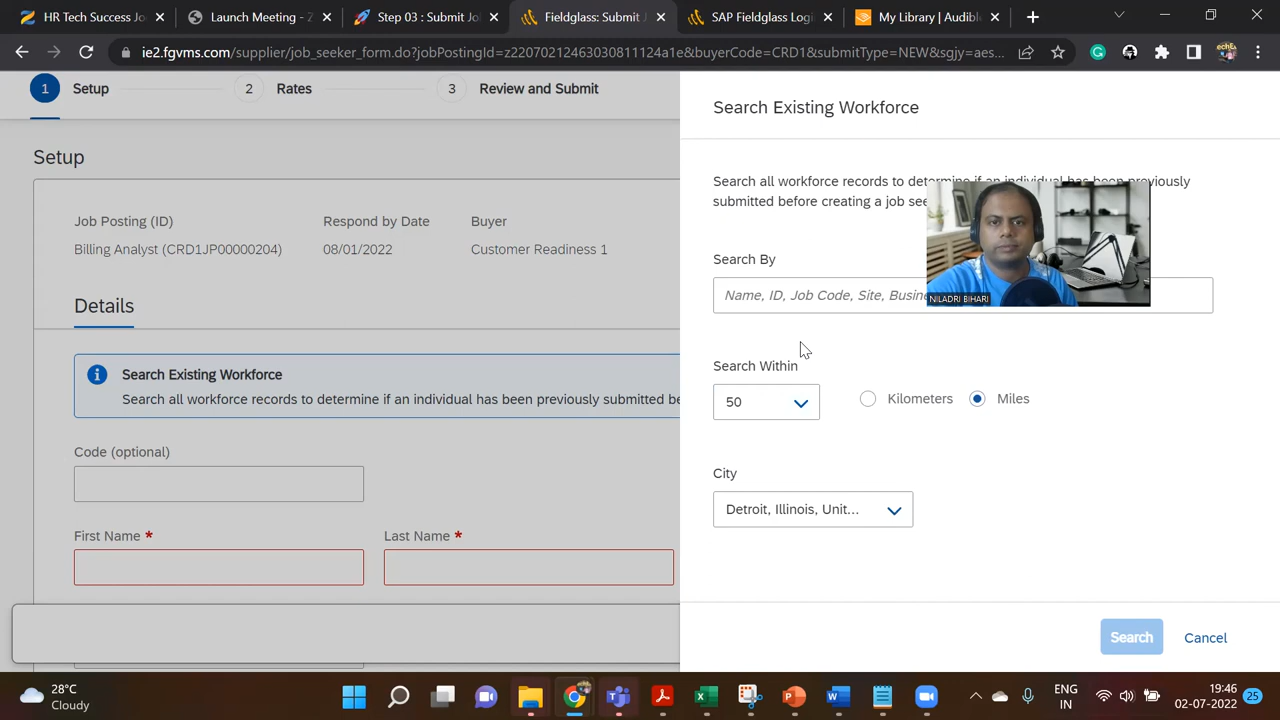 HR Tech Success Jo
Launch Meeting - Z
Step 03 : Submit Jo
Fieldglass: Submit J
SAP Fieldglass Logi
My Library | Audibl
ie2.fgvms.com/supplier/job_seeker_form.do?jobPostingId=z22070212463030811124a1e&buyerCode=CRD1&submitType=NEW&sgjy=aes...
1 Setup
2 Rates
3 Review and Submit
Setup
Job Posting (ID)
Respond by Date
Buyer
Billing Analyst (CRD1JP00000204)
08/01/2022
Customer Readiness 1
Details
Search Existing Workforce
Search all workforce records to determine if an individual has been previously submitted be
Code (optional)
First Name *
Last Name *
Search Existing Workforce
Search all workforce records to determine if an individual has been previously
submitted before creating a job see
Search By
Name, ID, Job Code, Site, Busin
NILADRI BIHARI
Search Within
50
Kilometers
Miles
City
Detroit, Illinois, Unit...
Search
Cancel
28°C
Cloudy
ENG
IN
19:46
02-07-2022
25